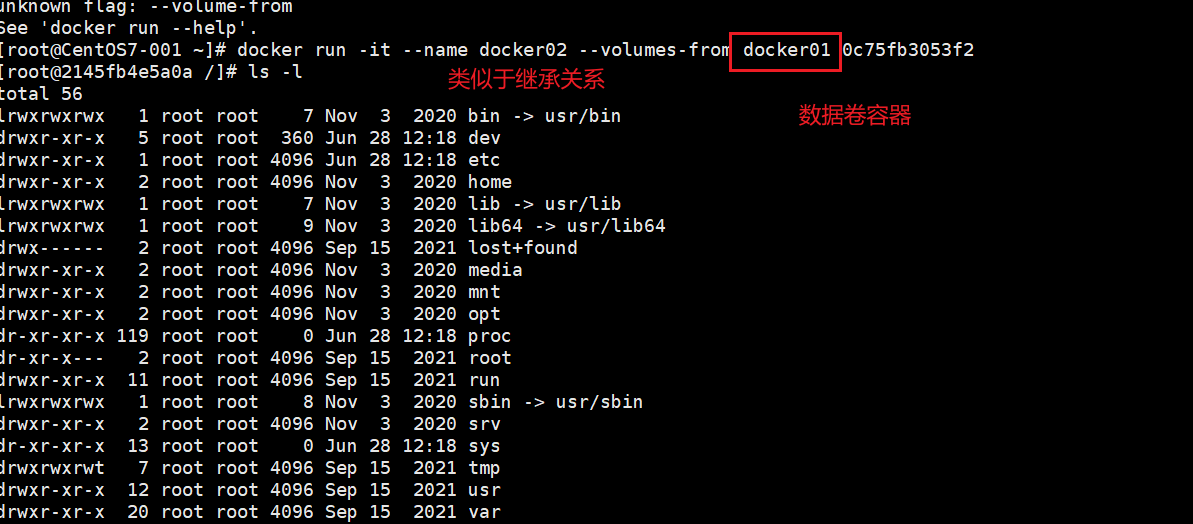 unknown flag: --volume-from
See 'docker run --help'.
[root@CentOS7-001 ~]# docker run -it --name docker02 --volumes-from docker01 0c75fb3053f2
[root@2145fb4e5a0a /]# ls -l
类似于继承关系
total 56
数据卷容器
lrwxrwxrwx   1 root root    7 Nov  3  2020 bin -> usr/bin
drwxr-xr-x   5 root root  360 Jun 28 12:18 dev
drwxr-xr-x   1 root root 4096 Jun 28 12:18 etc
drwxr-xr-x   2 root root 4096 Nov  3  2020 home
lrwxrwxrwx   1 root root    7 Nov  3  2020 lib -> usr/lib
lrwxrwxrwx   1 root root    9 Nov  3  2020 lib64 -> usr/lib64
drwx------   2 root root 4096 Sep 15  2021 lost+found
drwxr-xr-x   2 root root 4096 Nov  3  2020 media
drwxr-xr-x   2 root root 4096 Nov  3  2020 mnt
drwxr-xr-x   2 root root 4096 Nov  3  2020 opt
dr-xr-xr-x 119 root root    0 Jun 28 12:18 proc
dr-xr-x---   2 root root 4096 Sep 15  2021 root
drwxr-xr-x  11 root root 4096 Sep 15  2021 run
lrwxrwxrwx   1 root root    8 Nov  3  2020 sbin -> usr/sbin
drwxr-xr-x   2 root root 4096 Nov  3  2020 srv
dr-xr-xr-x  13 root root    0 Jun 28 12:18 sys
drwxrwxrwt   7 root root 4096 Sep 15  2021 tmp
drwxr-xr-x  12 root root 4096 Sep 15  2021 usr
drwxr-xr-x  20 root root 4096 Sep 15  2021 var